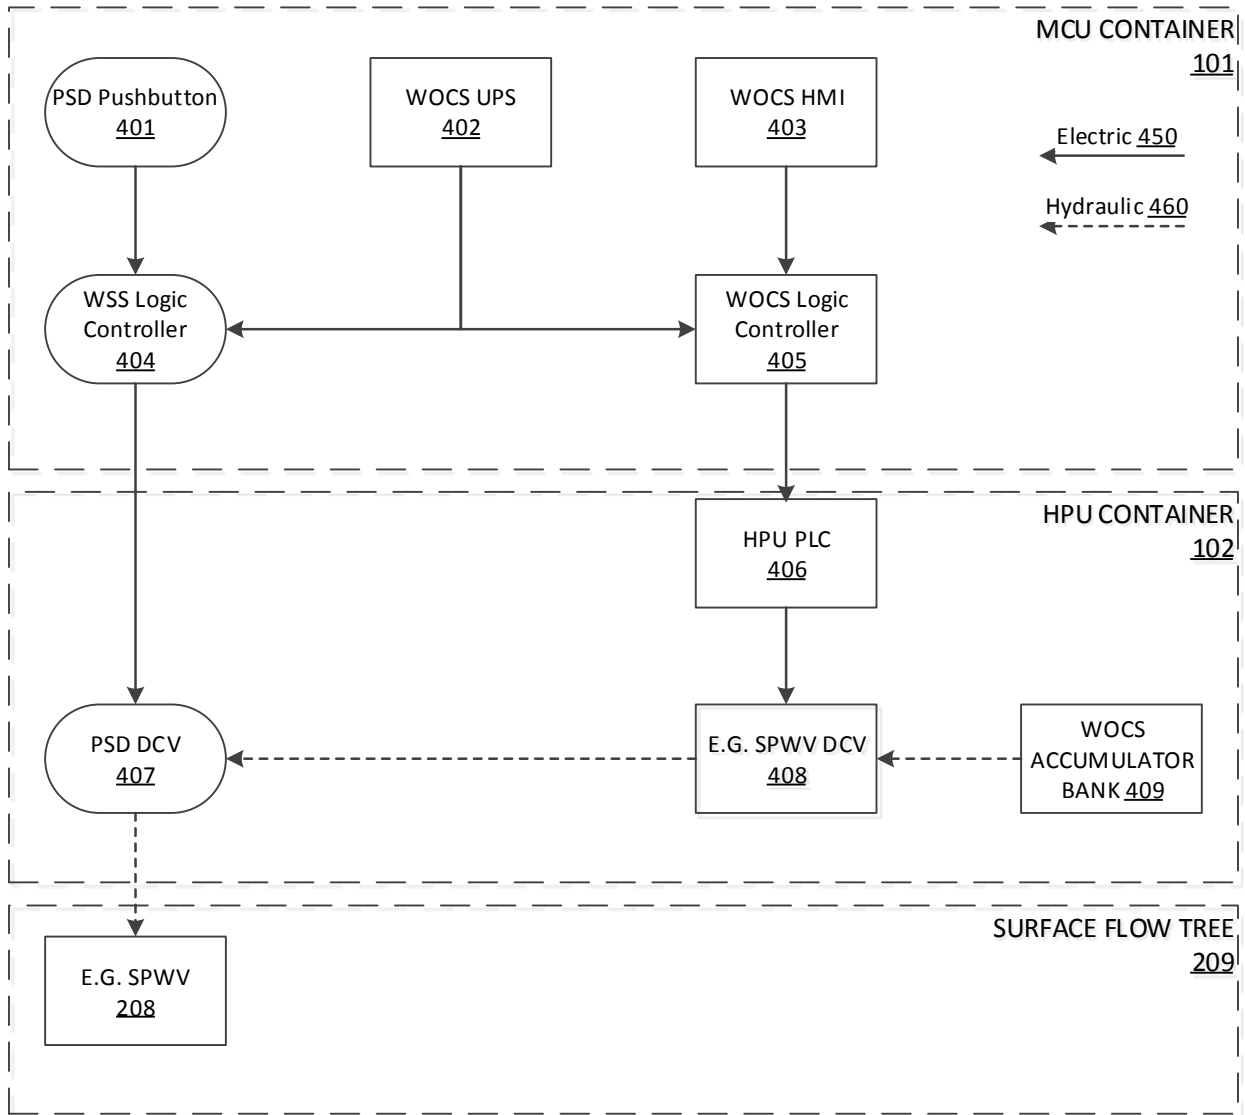 MCU CONTAINER
101
PSD Pushbutton
401
WOCS UPS
402
WOCS HMI
403
Electric 450
Hydraulic 460
WSS Logic
Controller
404
WOCS Logic
Controller
405
HPU CONTAINER
102
HPU PLC
406
PSD DCV
407
E.G. SPWV DCV
408
WOCS
ACCUMULATOR
BANK 409
SURFACE FLOW TREE
209
E.G. SPWV
208